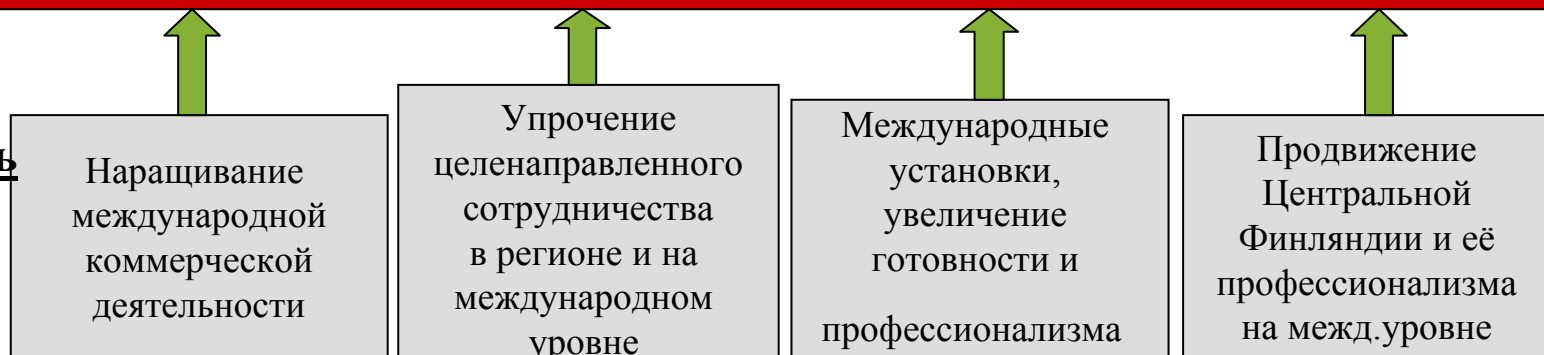 ь
Наращивание
международной
коммерческой
деятельности
Упрочение
целенаправленного
сотрудничества
в регионе и на
международном
уровне
Международные
установки,
увеличение
готовности и
профессионализма
Продвижение
Центральной
Финляндии и её
профессионализма
на межд.уровне